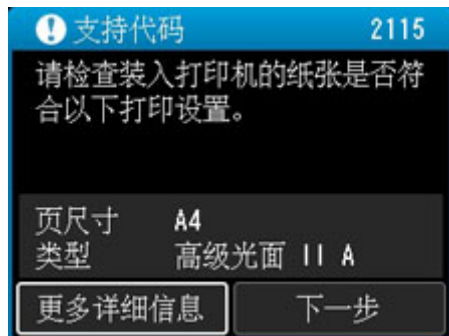 支持代码 2115
请检查装入打印机的纸张是否符
合以下打印设置。
页尺寸 A4
类型 高级光面 II A
更多详细信息 下一步